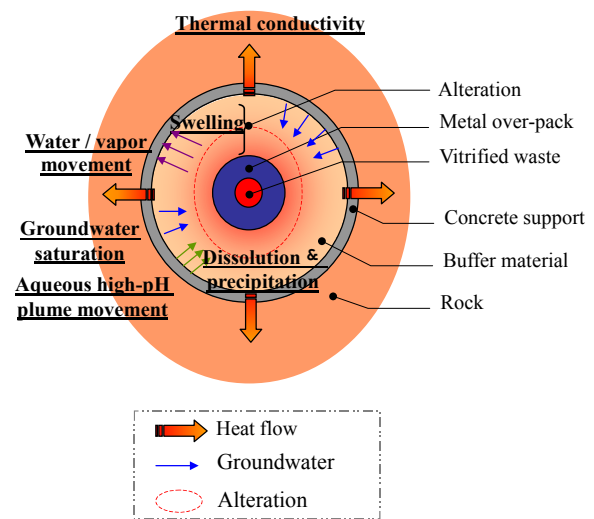 Thermal conductivity
Alteration
Metal over-pack
Swelling
Water / vapor
movement
Vitrified waste
Concrete support
Groundwater
saturation
Dissolution &
precipitation
Buffer material
Aqueous high-pH
plume movement
Rock
Heat flow
Groundwater
Alteration